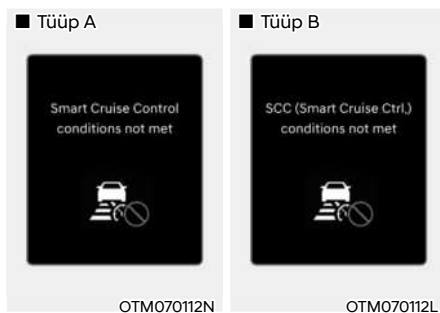 ■ Tüüp A
Smart Cruise Control
conditions not met
OTM070112N
■ Tüüp B
SCC (Smart Cruise Ctrl.)
conditions not met
OTM070112L